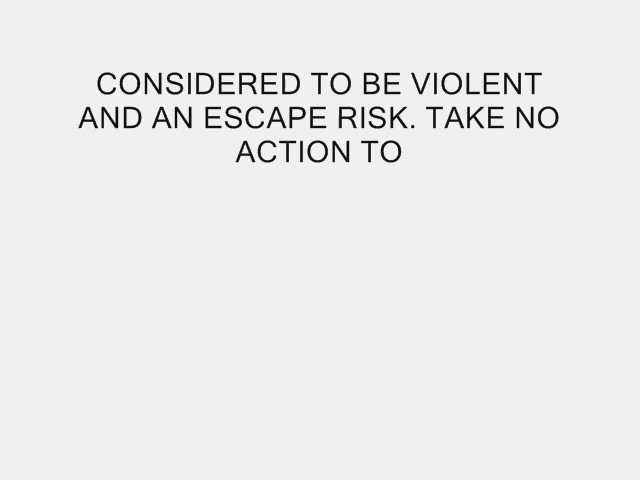 CONSIDERED TO BE VIOLENT
AND AN ESCAPE RISK. TAKE NO
ACTION TO